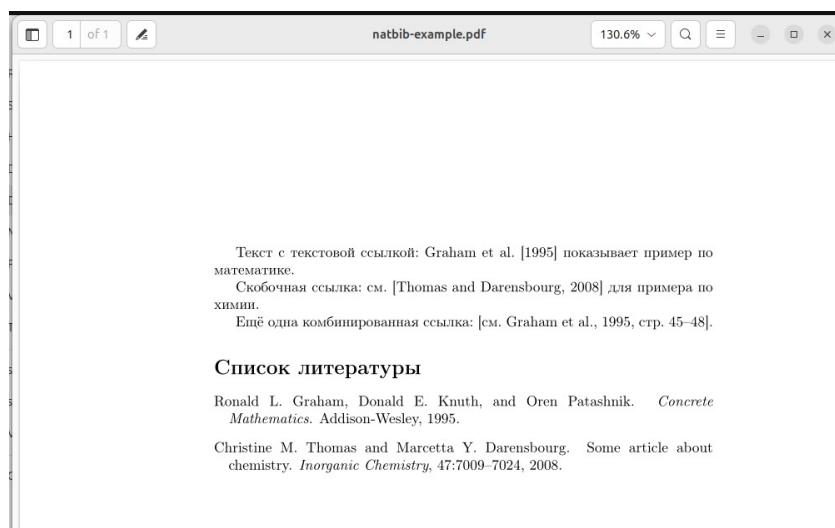 1 of 1
natbib-example.pdf
130.6%
Текст с текстовой ссылкой: Graham et al. [1995] показывает пример по
математике.
Скобочная ссылка: см. [Thomas and Darensbourg, 2008] для примера по
химии.
Ещё одна комбинированная ссылка: [см. Graham et al., 1995, стр. 45–48].
Список литературы
Ronald L. Graham, Donald E. Knuth, and Oren Patashnik. Concrete
Mathematics. Addison-Wesley, 1995.
Christine M. Thomas and Marcetta Y. Darensbourg. Some article about
chemistry. Inorganic Chemistry, 47:7009–7024, 2008.